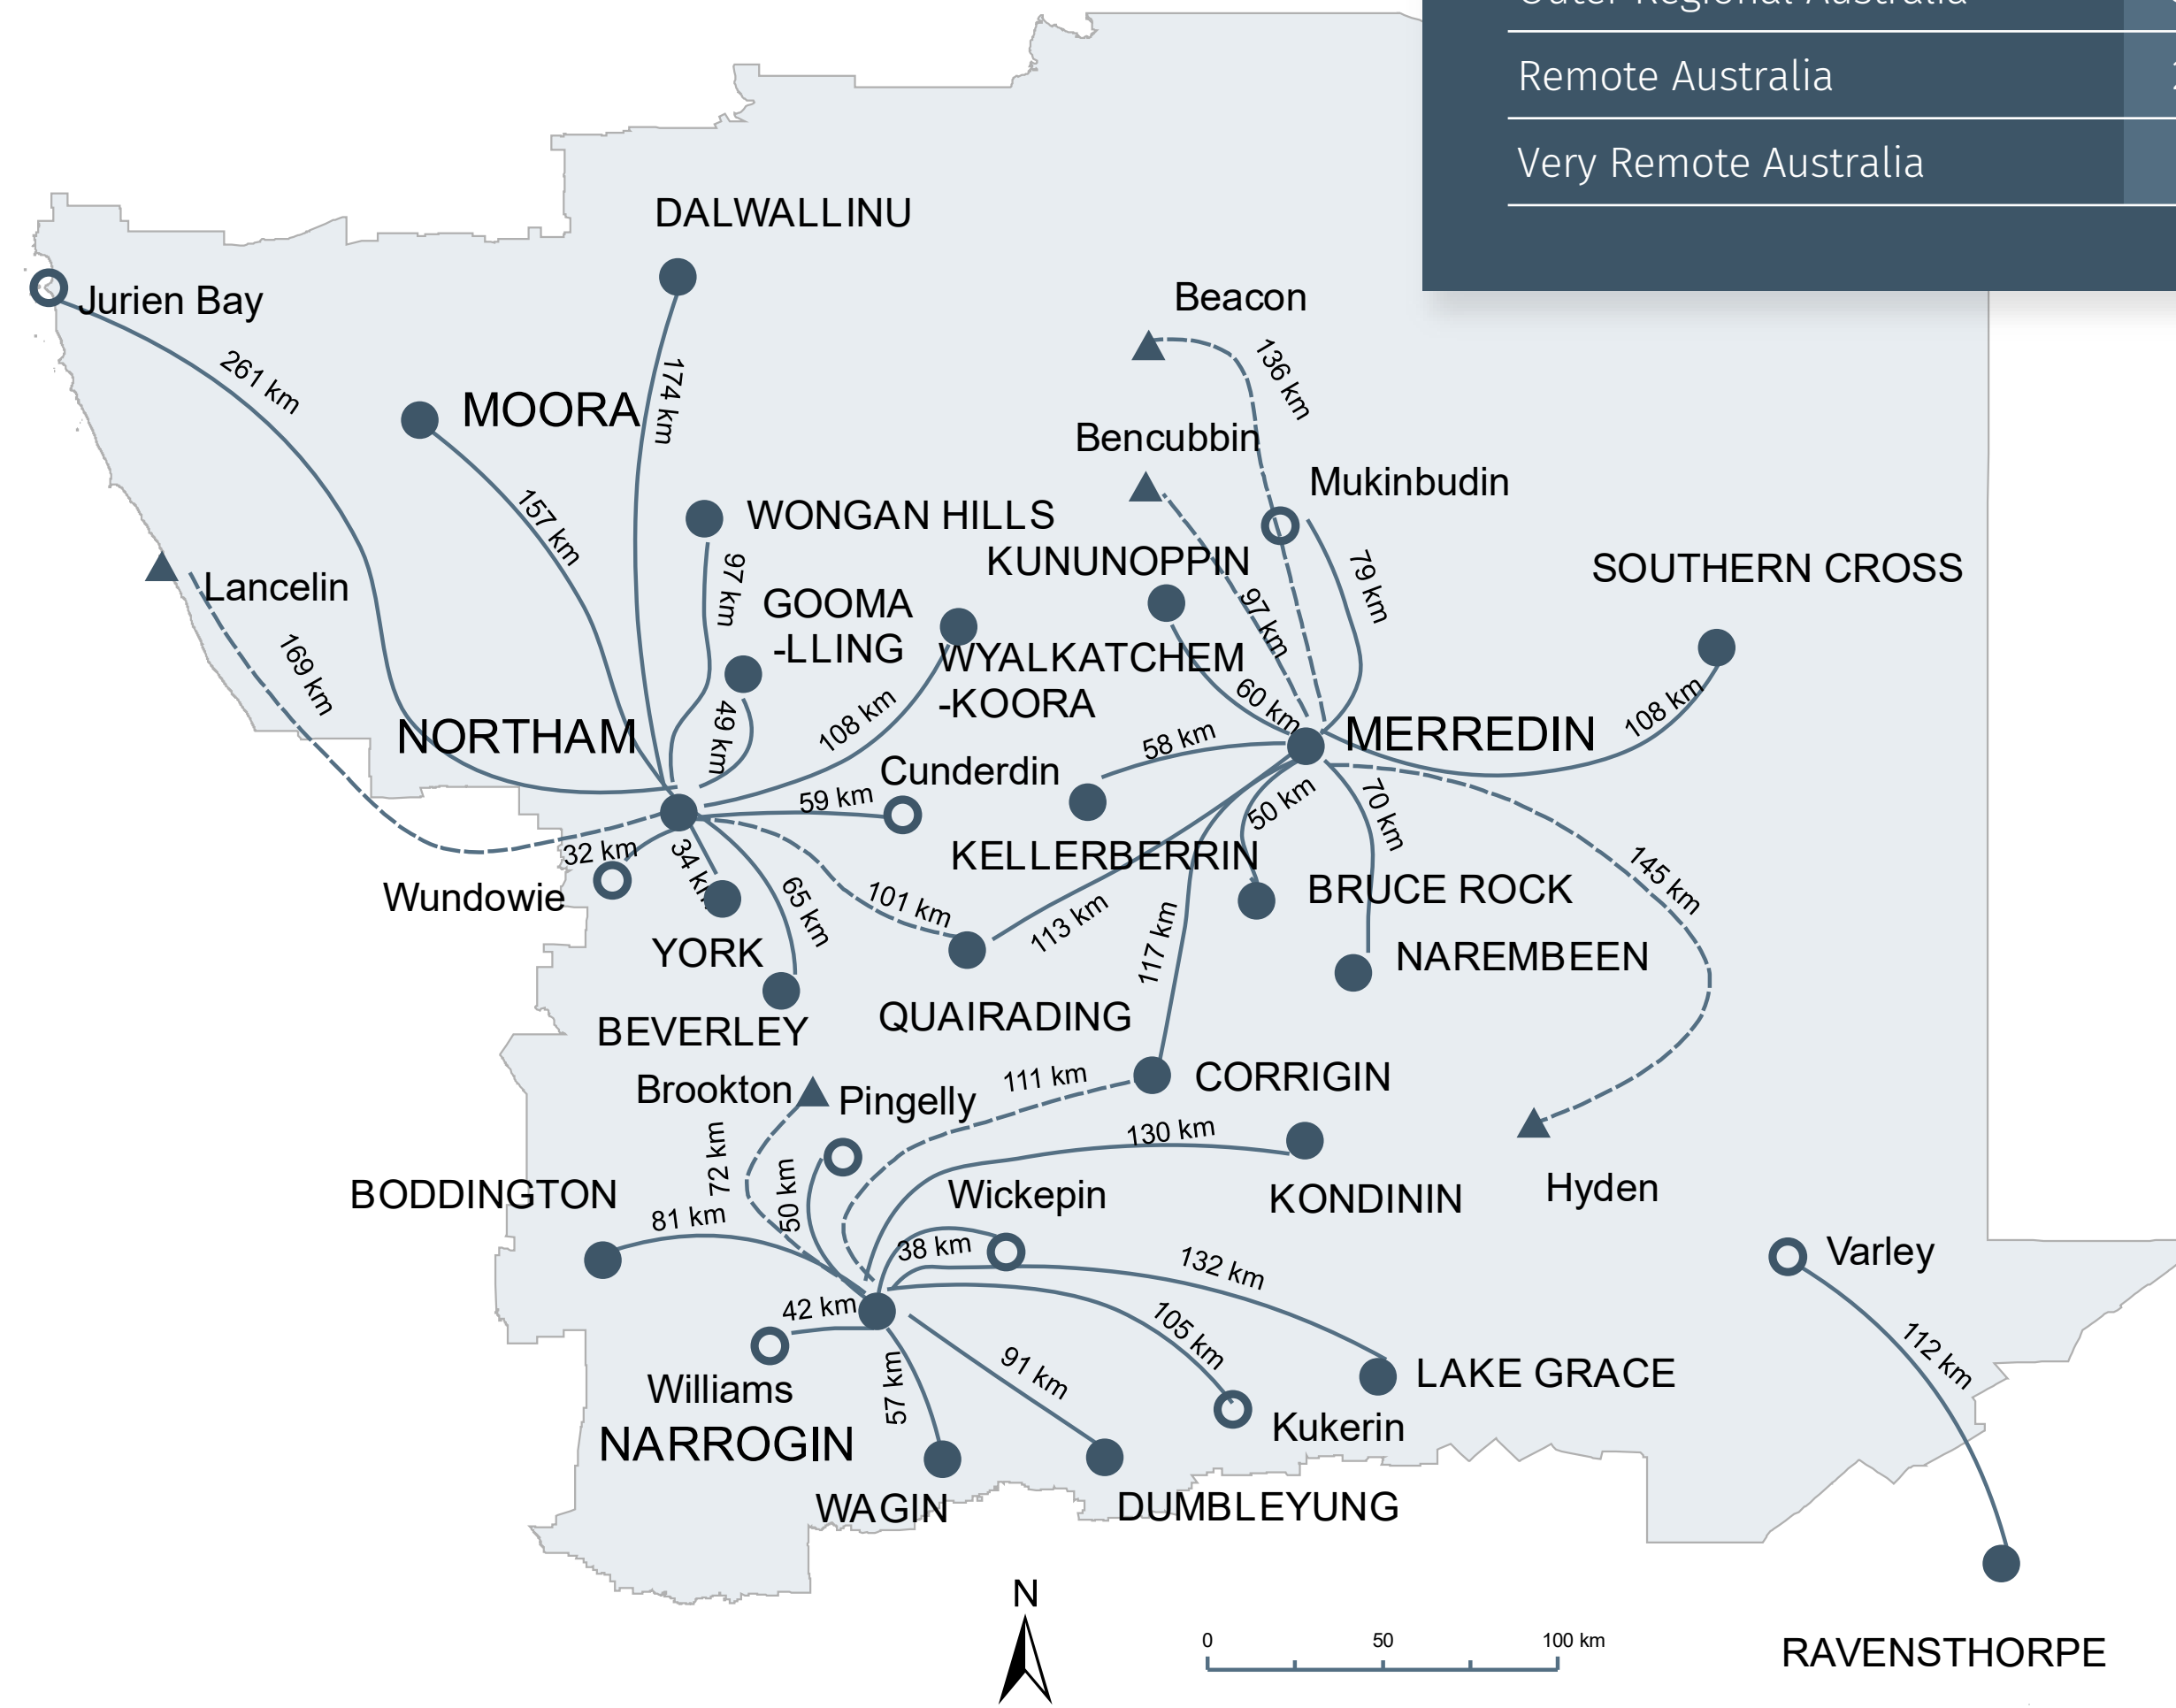 Outer Regional Australia
Remote Australia
Very Remote Australia
DALWALLINU
Jurien Bay
Beacon
261 km
174 km
136 km
MOORA
Bencubbin
157 km
WONGAN HILLS
Mukinbudin
KUNUNOPPIN
97 km
79 km
SOUTHERN CROSS
Lancelin
GOOMA
-LLING
97 km
WYALKATCHEM
-KOORA
169 km
49 km
108 km
60 km
108 km
NORTHAM
58 km
MERREDIN
Cunderdin
59 km
50 km
70 km
32 km
34 km
KELLERBERRIN
145 km
Wundowie
65 km
101 km
BRUCE ROCK
113 km
117 km
YORK
NAREMBEEN
BEVERLEY
QUAIRADING
111 km
CORRIGIN
Brookton
Pingelly
72 km
130 km
50 km
BODDINGTON
Wickepin
KONDININ
Hyden
81 km
38 km
132 km
Varley
42 km
105 km
112 km
Williams
57 km
91 km
LAKE GRACE
NARROGIN
Kukerin
WAGIN
DUMBLEYUNG
N
0 50 100 km
RAVENSTHORPE